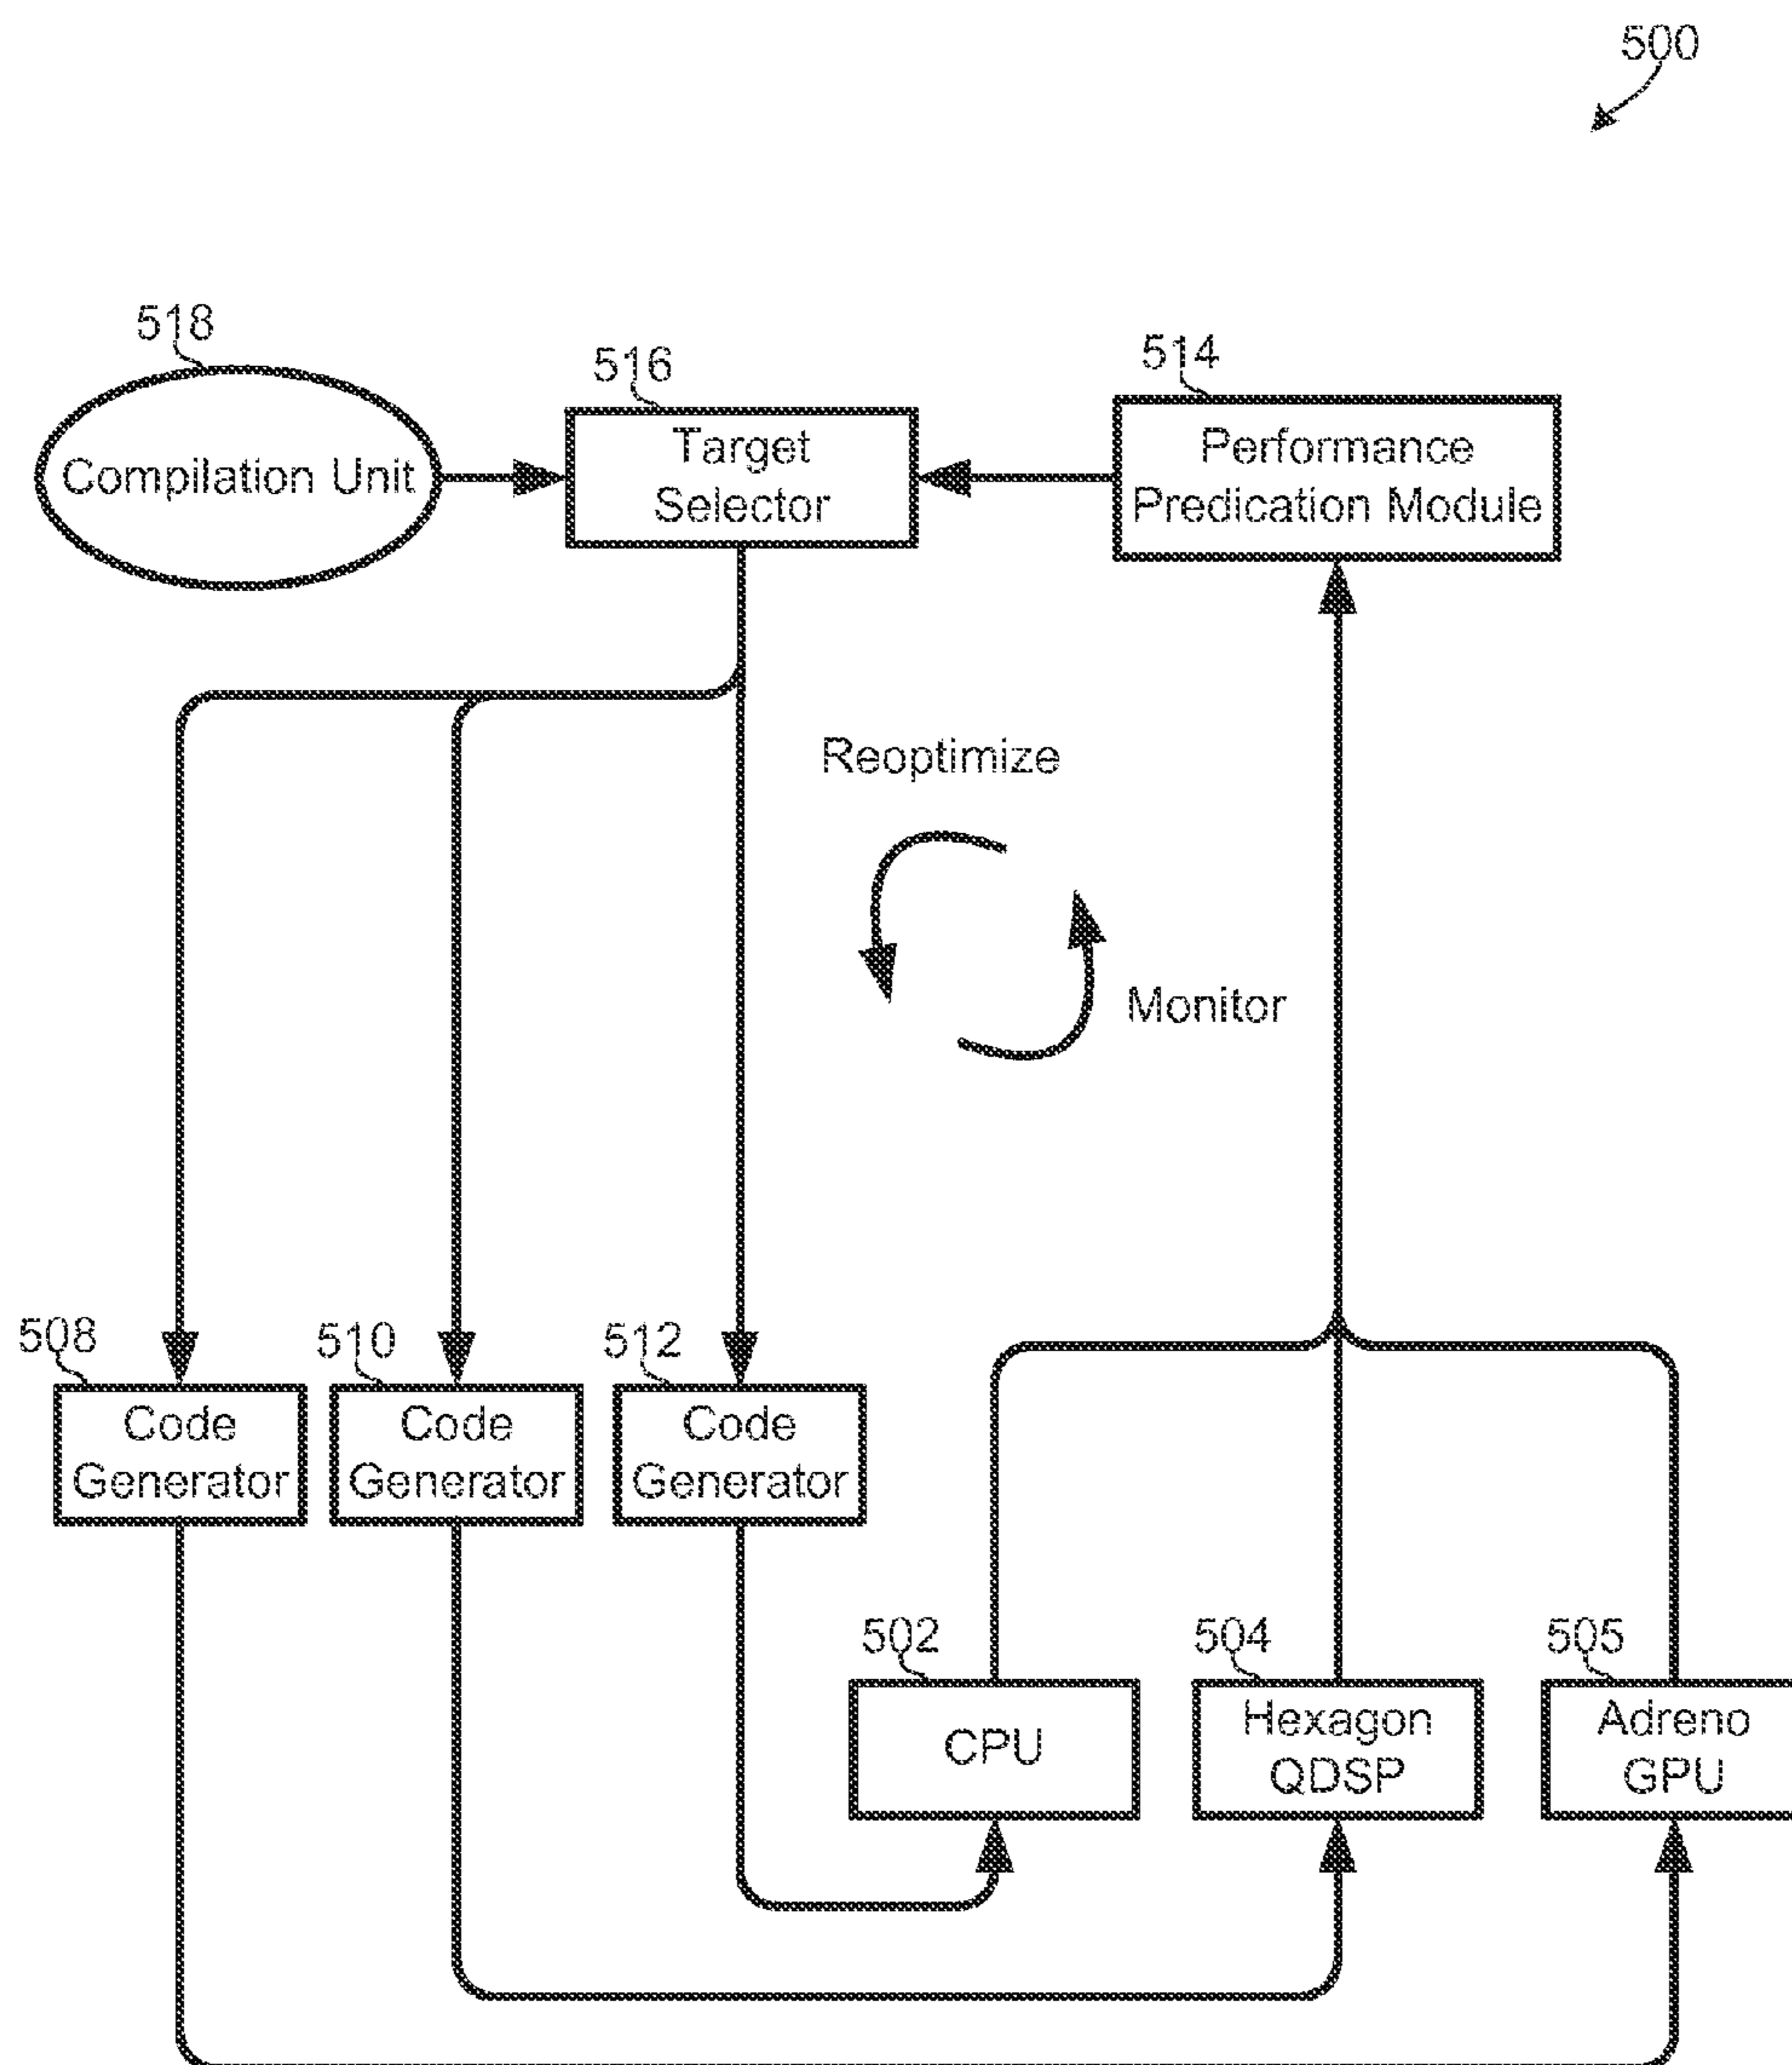 500
518
516
514
Compilation Unit
Target
Selector
Performance
Predication Module
Reoptimize
Monitor
508
510
512
Code
Generator
Code
Generator
Code
Generator
502
504
505
CPU
Hexagon
QDSP
Adreno
GPU